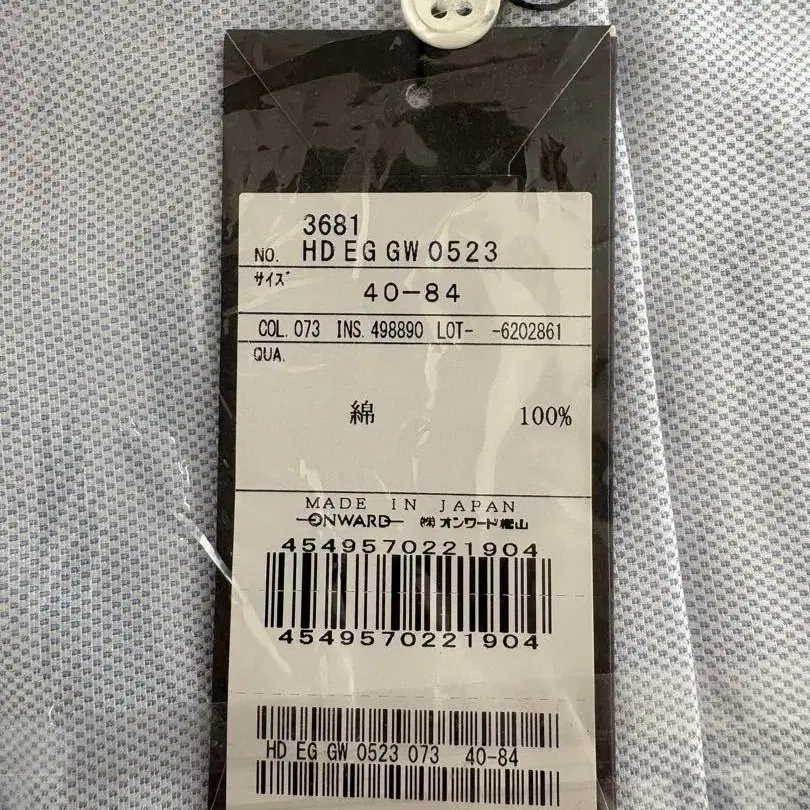 3681
NO. HD EG GW 0523
サイズ
40-84
COL. 073 INS. 498890 LOT- -6202861
QUA.
綿 100%
MADE IN JAPAN
ONWARD ㈱オンワード樫山
4549570221904
4549570221904
HD EG GW 0523 073 40-84